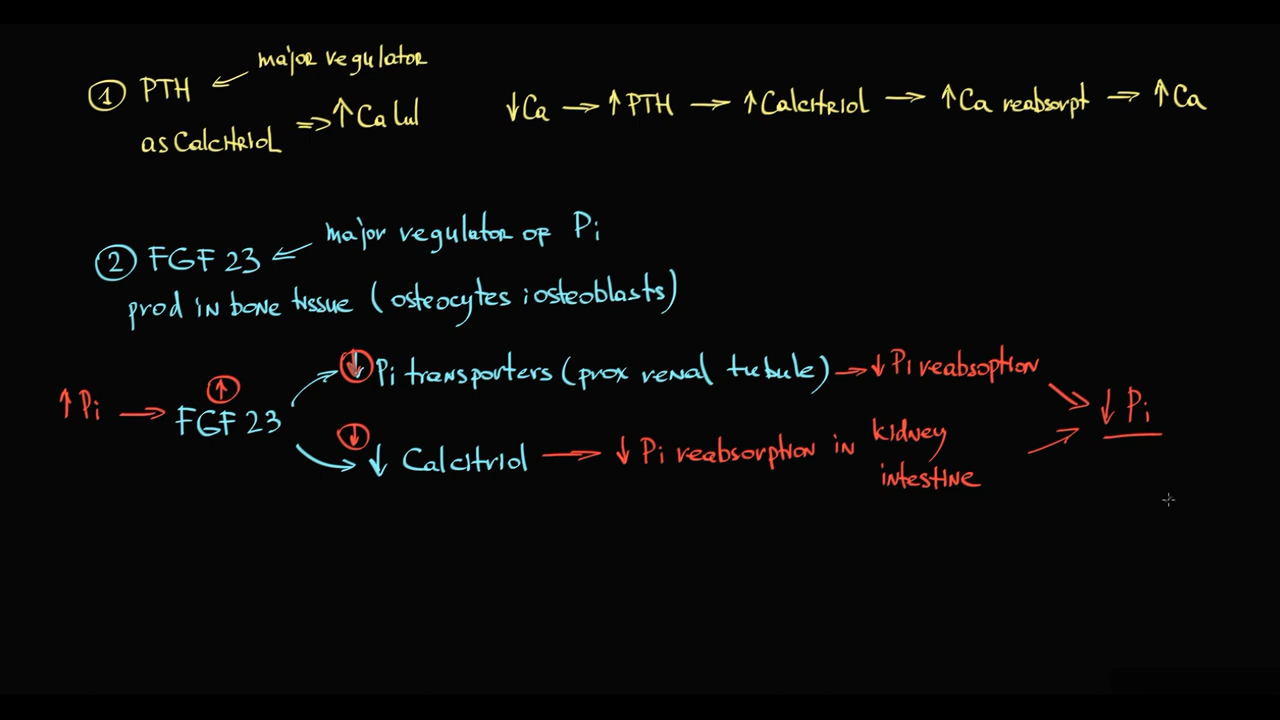 ① PTH ← major regulator
as Calcitriol ⇒ ↑Ca lul
↓Ca → ↑PTH → ↑Calcitriol → ↑Ca reabsorpt → ↑Ca
② FGF 23 ← major regulator of Pi
prod in bone tissue (osteocytes i osteoblasts)
↑Pi → ↑ FGF 23
↓ Pi transporters (prox renal tubule) → ↓ Pi reabsoption
↓ ↓ Calcitriol → ↓ Pi reabsorption in kidney
intestine
↓ Pi